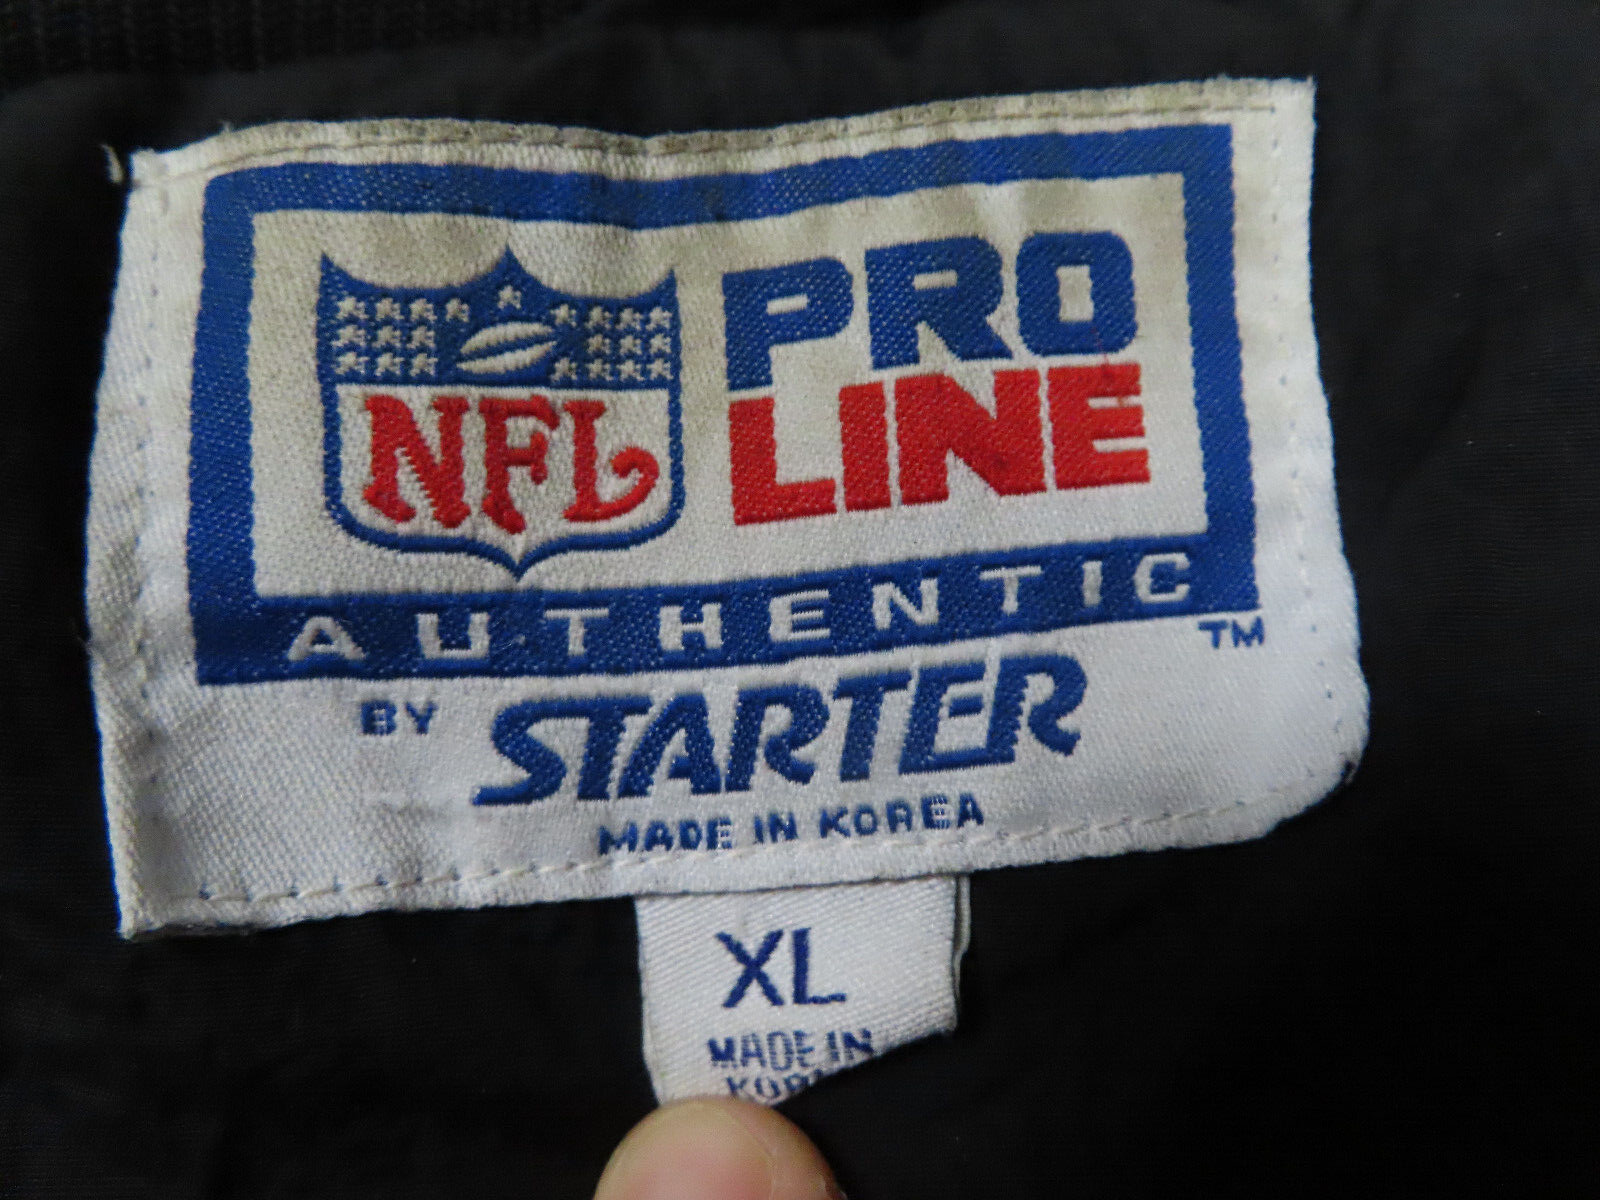 NFL
PRO
LINE
AUTHENTIC
TM
BY STARTER
MADE IN KOREA
XL
MADE IN